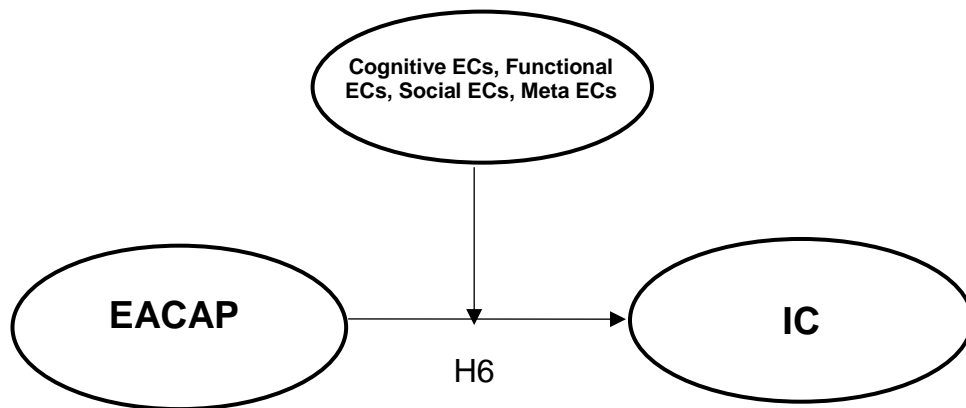 Cognitive ECs, Functional
ECs, Social ECs, Meta ECs
EACAP
IC
H6